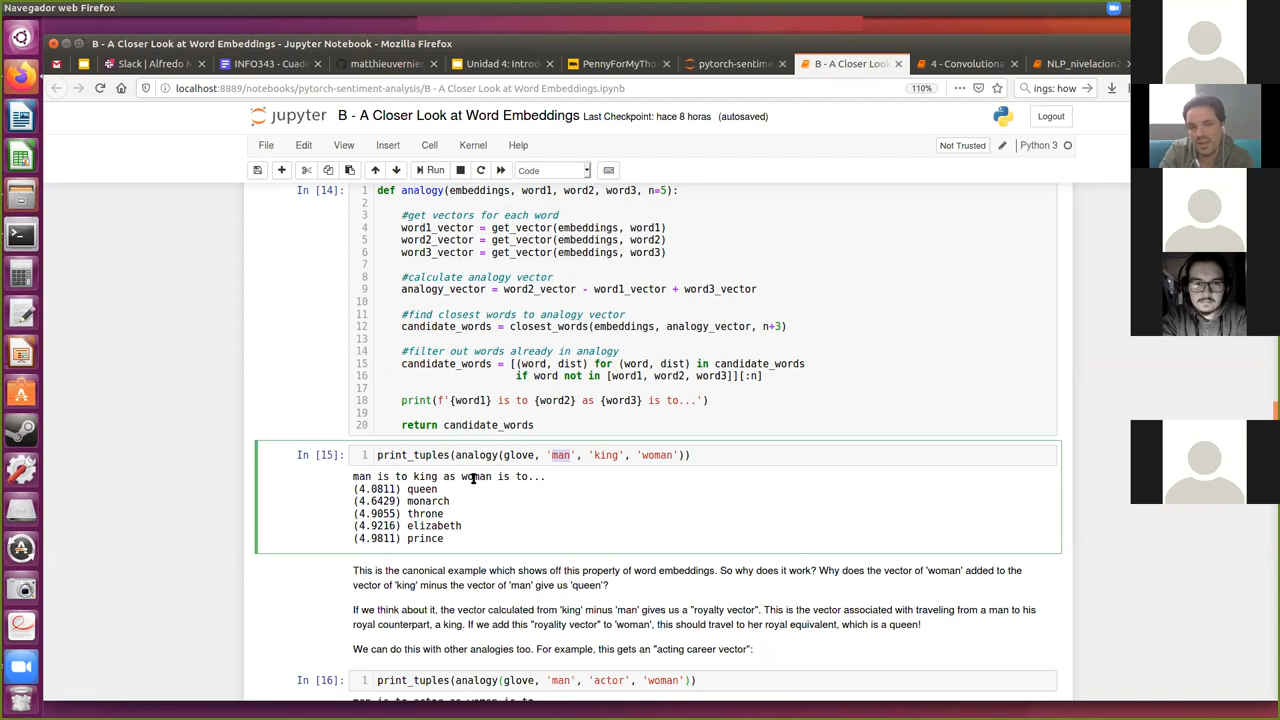 Navegador web Firefox
B - A Closer Look at Word Embeddings - Jupyter Notebook - Mozilla Firefox
Slack | Alfredo M
INFO343 - Cuade
matthieuvernier
Unidad 4: Introd
PennyForMyTho
pytorch-sentime
B - A Closer Look
4 - Convolutiona
NLP_nivelacion2
localhost:8889/notebooks/pytorch-sentiment-analysis/B - A Closer Look at Word Embeddings.ipynb
110%
ings: how
jupyter B - A Closer Look at Word Embeddings Last Checkpoint: hace 8 horas (autosaved)
Logout
File Edit View Insert Cell Kernel Help
Not Trusted
Python 3
Run
Code
In [14]:
1 def analogy(embeddings, word1, word2, word3, n=5):
2
3 #get vectors for each word
4 word1_vector = get_vector(embeddings, word1)
5 word2_vector = get_vector(embeddings, word2)
6 word3_vector = get_vector(embeddings, word3)
7
8 #calculate analogy vector
9 analogy_vector = word2_vector - word1_vector + word3_vector
10
11 #find closest words to analogy vector
12 candidate_words = closest_words(embeddings, analogy_vector, n+3)
13
14 #filter out words already in analogy
15 candidate_words = [(word, dist) for (word, dist) in candidate_words
16 if word not in [word1, word2, word3]][:n]
17
18 print(f'{word1} is to {word2} as {word3} is to...')
19
20 return candidate_words
In [15]:
1 print_tuples(analogy(glove, 'man', 'king', 'woman'))
man is to king as woman is to...
(4.0811) queen
(4.6429) monarch
(4.9055) throne
(4.9216) elizabeth
(4.9811) prince
This is the canonical example which shows off this property of word embeddings. So why does it work? Why does the vector of 'woman' added to the
vector of 'king' minus the vector of 'man' give us 'queen'?
If we think about it, the vector calculated from 'king' minus 'man' gives us a "royalty vector". This is the vector associated with traveling from a man to his
royal counterpart, a king. If we add this "royality vector" to 'woman', this should travel to her royal equivalent, which is a queen!
We can do this with other analogies too. For example, this gets an "acting career vector":
In [16]:
1 print_tuples(analogy(glove, 'man', 'actor', 'woman'))
man is to actor as woman is to...